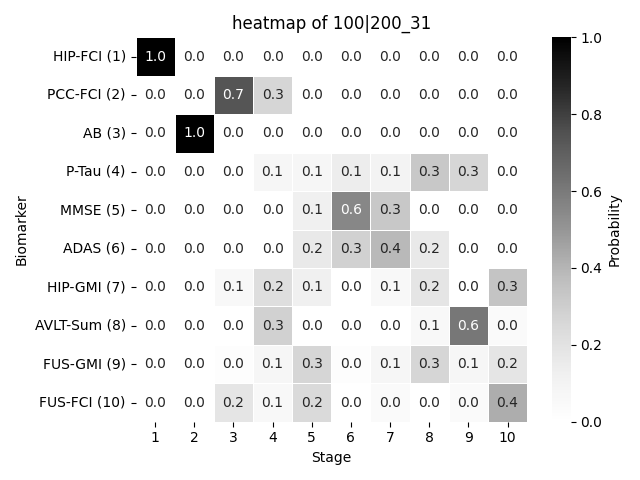 heatmap of 100|200_31
HIP-FCI (1) 1.0 0.0 0.0 0.0 0.0 0.0 0.0 0.0 0.0 0.0
PCC-FCI (2) 0.0 0.0 0.7 0.3 0.0 0.0 0.0 0.0 0.0 0.0
AB (3) 0.0 1.0 0.0 0.0 0.0 0.0 0.0 0.0 0.0 0.0
P-Tau (4) 0.0 0.0 0.0 0.1 0.1 0.1 0.1 0.3 0.3 0.0
MMSE (5) 0.0 0.0 0.0 0.0 0.1 0.6 0.3 0.0 0.0 0.0
ADAS (6) 0.0 0.0 0.0 0.0 0.2 0.3 0.4 0.2 0.0 0.0
HIP-GMI (7) 0.0 0.0 0.1 0.2 0.1 0.0 0.1 0.2 0.0 0.3
AVLT-Sum (8) 0.0 0.0 0.0 0.3 0.0 0.0 0.0 0.1 0.6 0.0
FUS-GMI (9) 0.0 0.0 0.0 0.1 0.3 0.0 0.1 0.3 0.1 0.2
FUS-FCI (10) 0.0 0.0 0.2 0.1 0.2 0.0 0.0 0.0 0.0 0.4
1 2 3 4 5 6 7 8 9 10
Stage
Biomarker
1.0
0.8
0.6
0.4
0.2
0.0
Probability